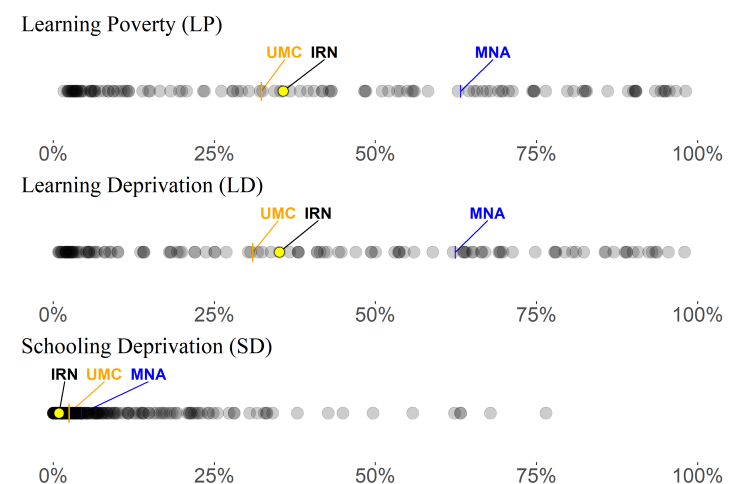 Learning Poverty (LP)
UMC IRN MNA
0% 25% 50% 75% 100%
Learning Deprivation (LD)
UMC IRN MNA
0% 25% 50% 75% 100%
Schooling Deprivation (SD)
IRN UMC MNA
0% 25% 50% 75% 100%